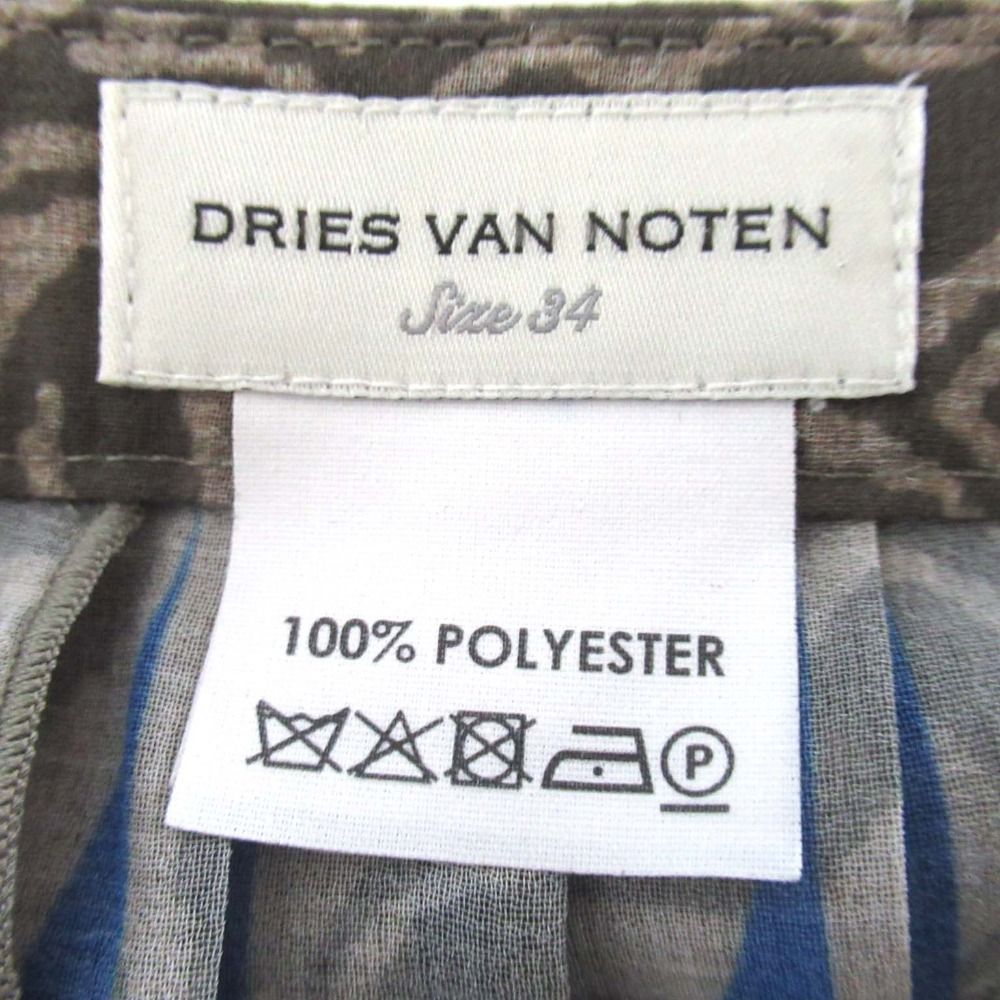 DRIES VAN NOTEN
Size 34
100% POLYESTER
P